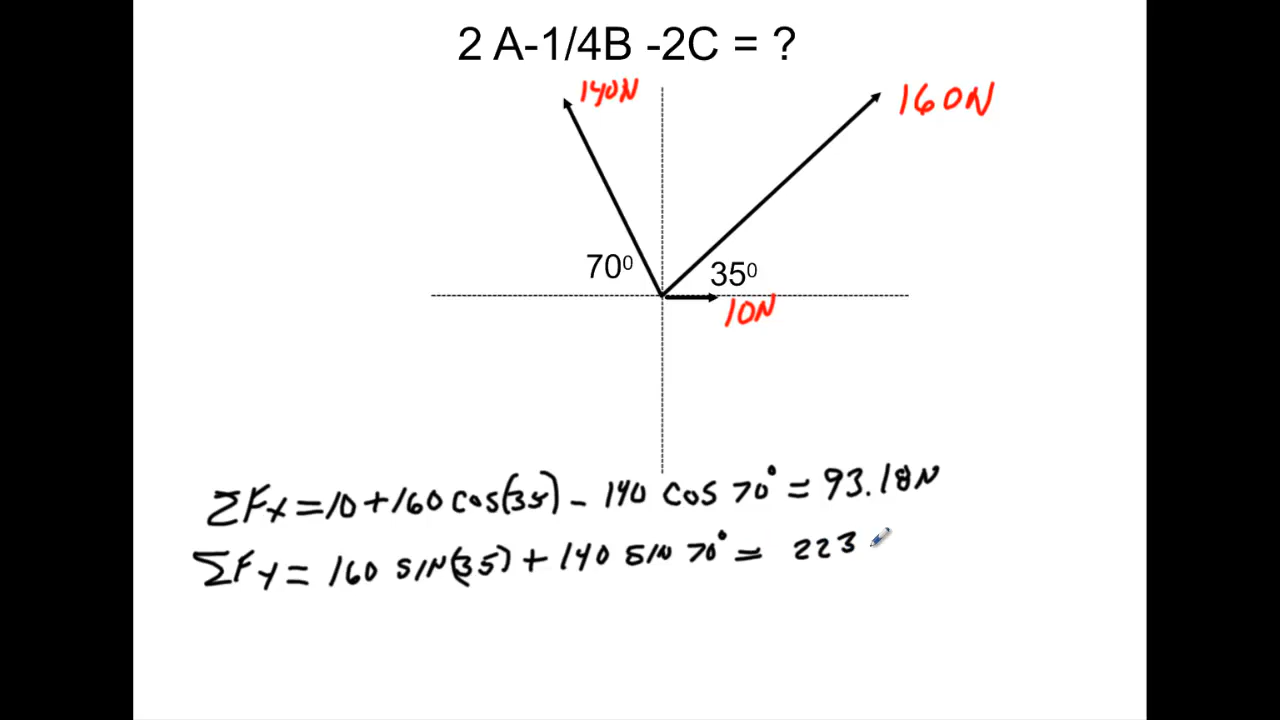 2 A-1/4B -2C = ?
140N
160N
70⁰
35⁰
10N
ΣFx = 10 + 160 cos(35) - 140 cos 70° = 93.18N
ΣFy = 160 SIN(35) + 140 SIN 70° = 223